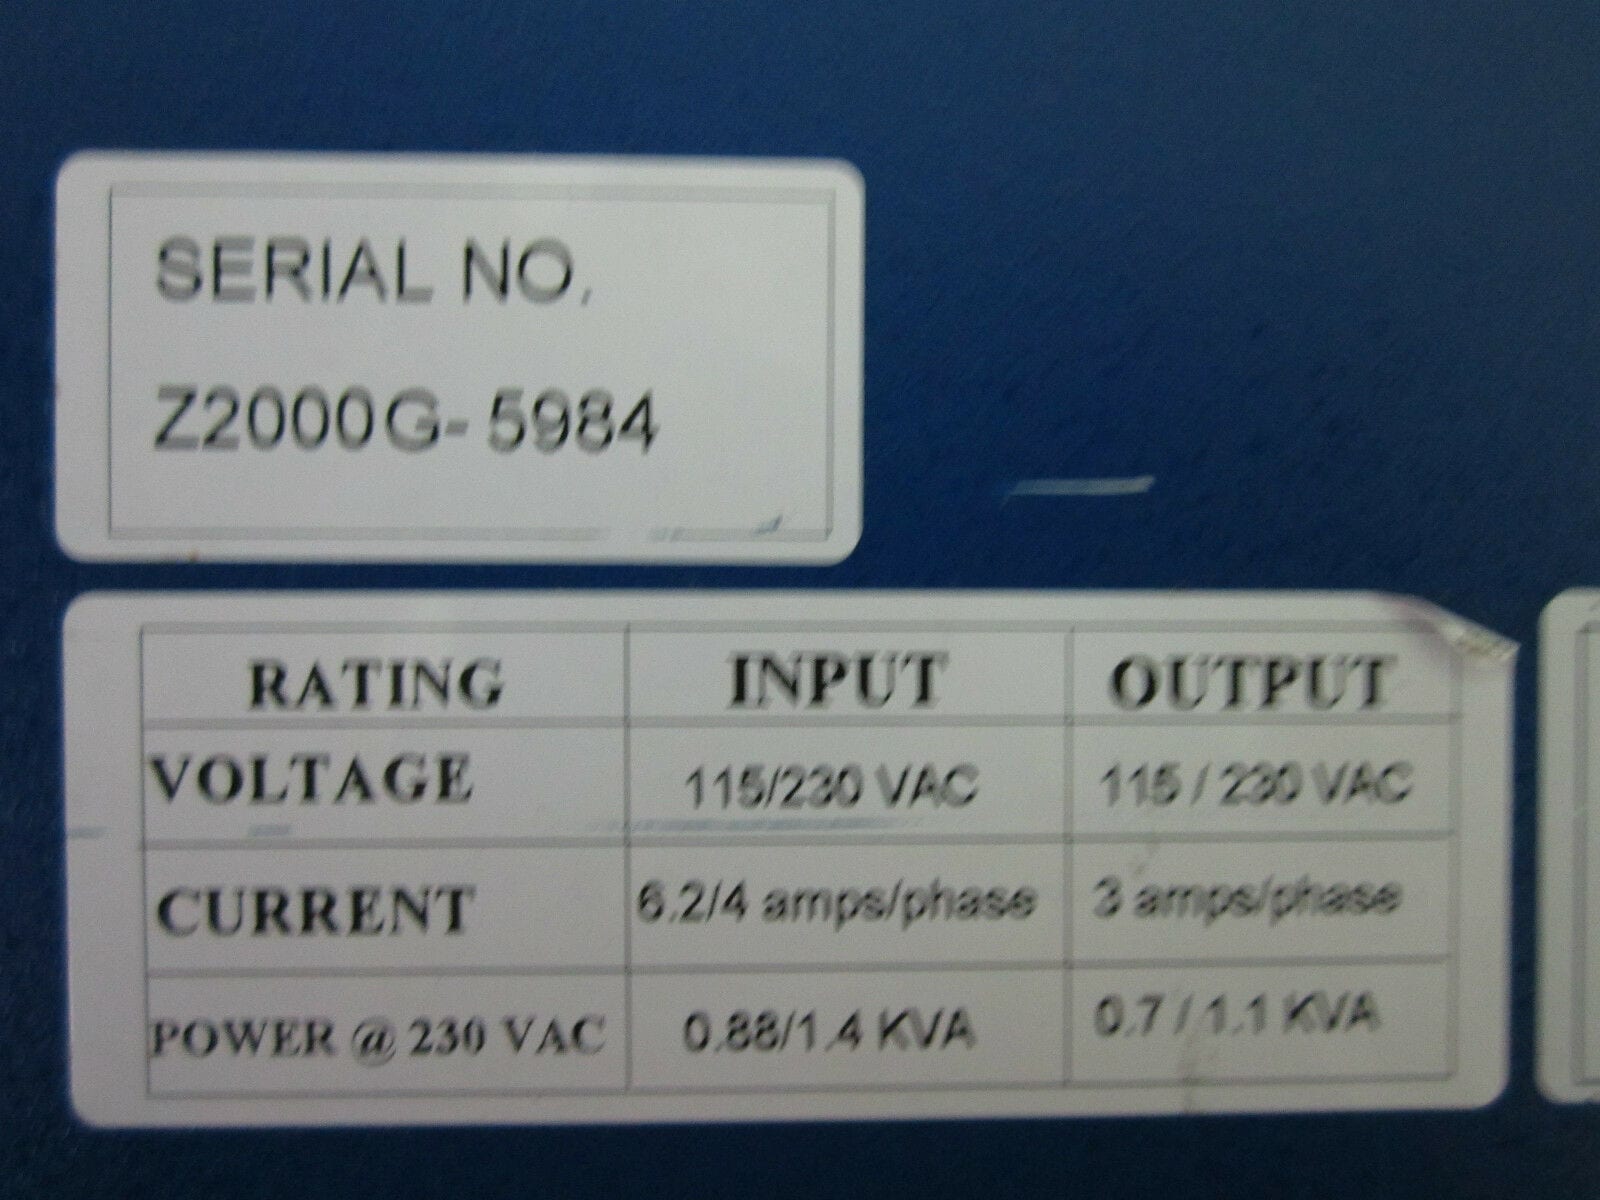 SERIAL NO.
Z2000G-5984
RATING INPUT OUTPUT
VOLTAGE 115/230 VAC 115 / 230 VAC
CURRENT 6.2/4 amps/phase 3 amps/phase
POWER @ 230 VAC 0.88/1.4 KVA 0.7 / 1.1 KVA